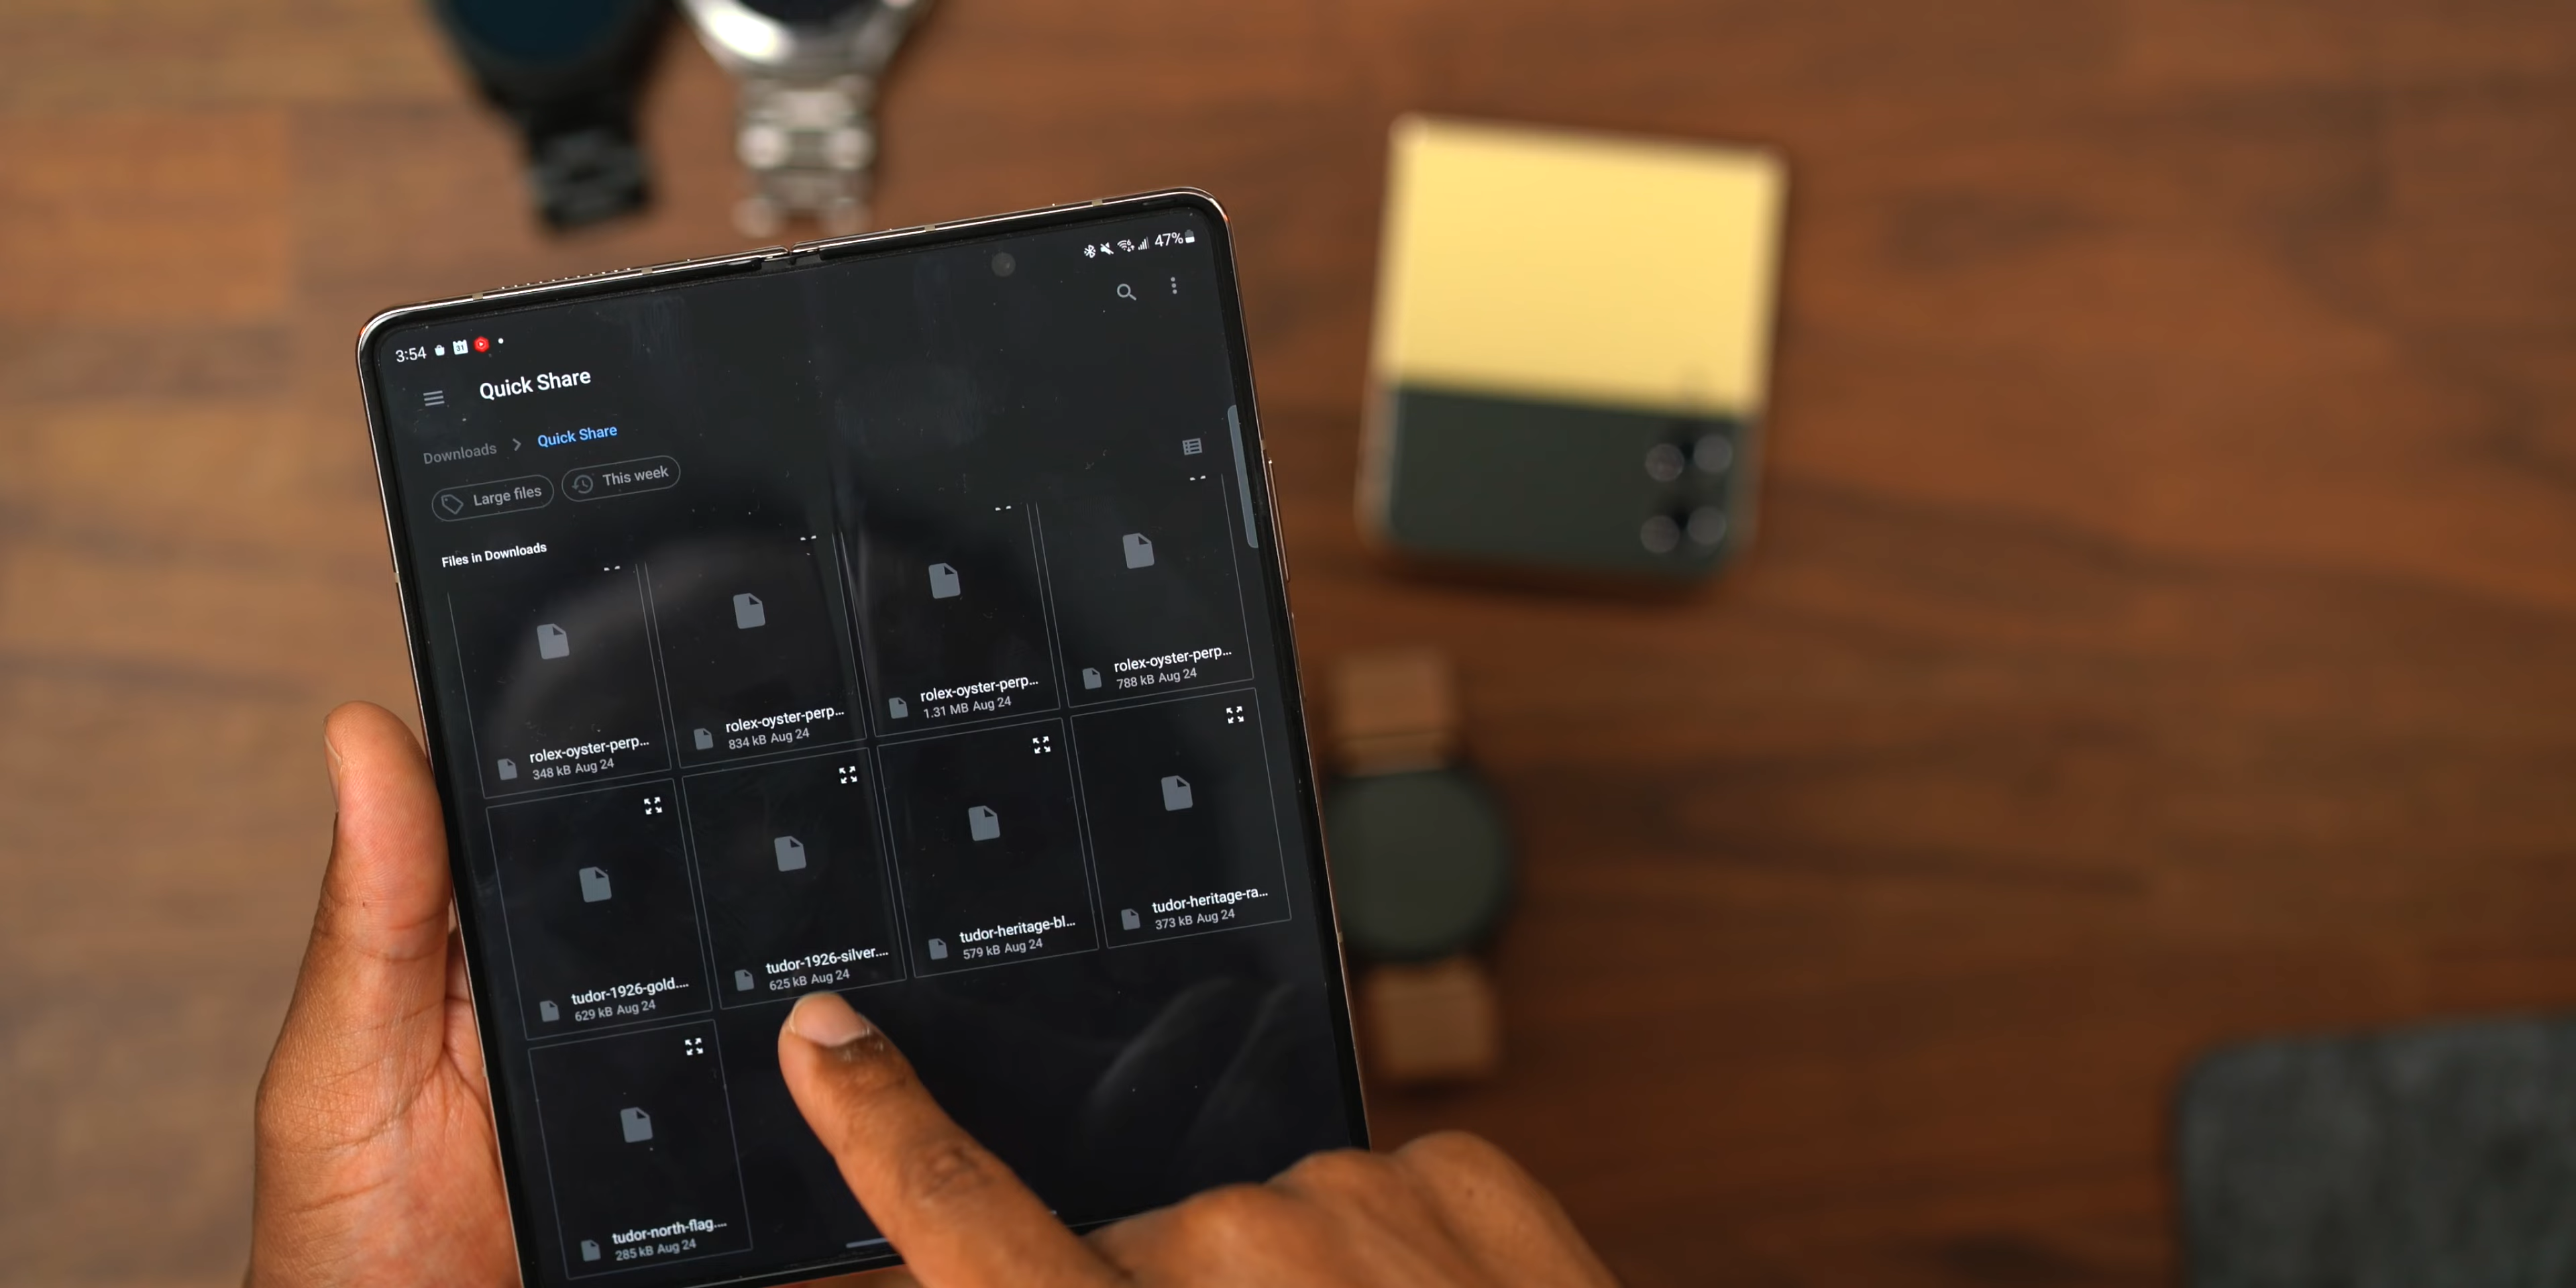 3:54
47%
Quick Share
Downloads > Quick Share
Large files
This week
Files in Downloads
rolex-oyster-perp...
348 kB Aug 24
rolex-oyster-perp...
834 kB Aug 24
rolex-oyster-perp...
1.31 MB Aug 24
rolex-oyster-perp...
788 kB Aug 24
tudor-1926-gold....
629 kB Aug 24
tudor-1926-silver....
625 kB Aug 24
tudor-heritage-bl...
579 kB Aug 24
tudor-heritage-ra...
373 kB Aug 24
tudor-north-flag....
285 kB Aug 24